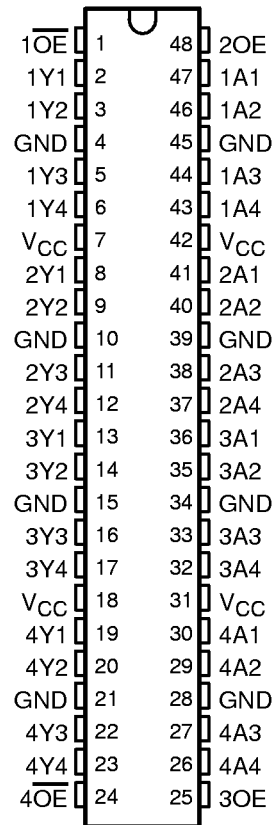 1O̅E̅ 1 48 2OE
1Y1 2 47 1A1
1Y2 3 46 1A2
GND 4 45 GND
1Y3 5 44 1A3
1Y4 6 43 1A4
VCC 7 42 VCC
2Y1 8 41 2A1
2Y2 9 40 2A2
GND 10 39 GND
2Y3 11 38 2A3
2Y4 12 37 2A4
3Y1 13 36 3A1
3Y2 14 35 3A2
GND 15 34 GND
3Y3 16 33 3A3
3Y4 17 32 3A4
VCC 18 31 VCC
4Y1 19 30 4A1
4Y2 20 29 4A2
GND 21 28 GND
4Y3 22 27 4A3
4Y4 23 26 4A4
4O̅E̅ 24 25 3OE